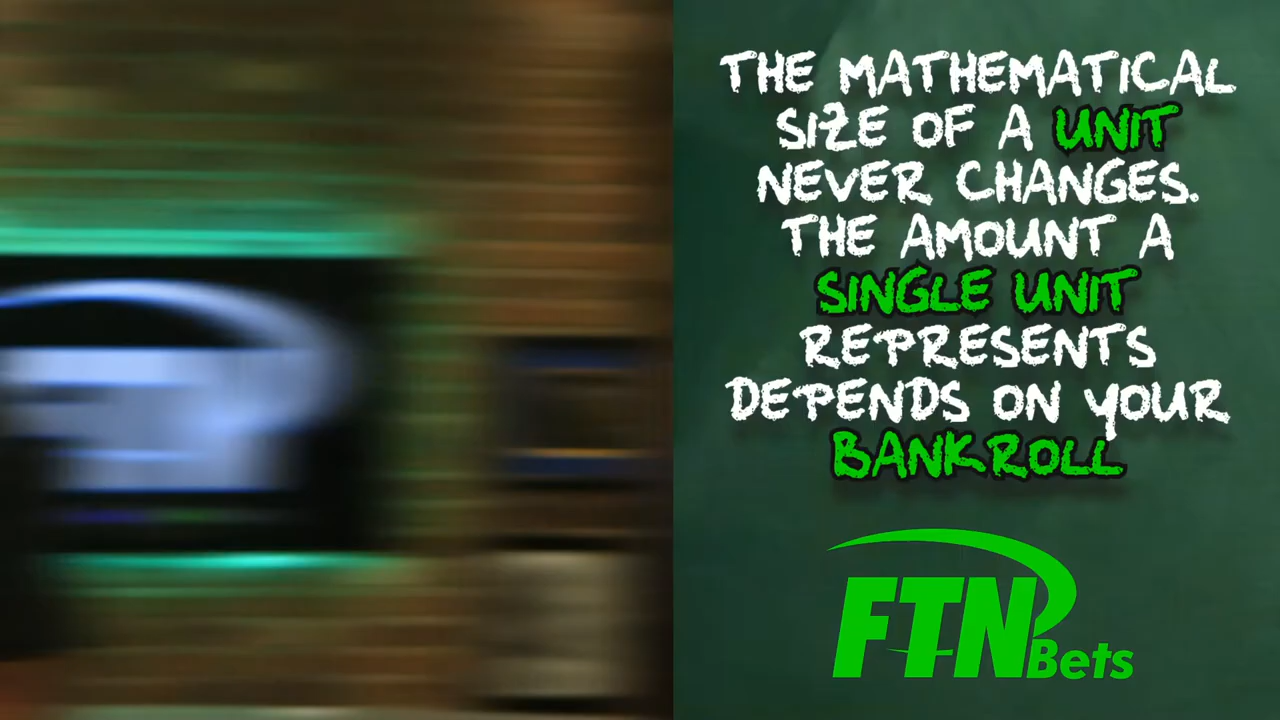 THE MATHEMATICAL
SIZE OF A UNIT
NEVER CHANGES.
THE AMOUNT A
SINGLE UNIT
REPRESENTS
DEPENDS ON YOUR
BANKROLL
FTN
Bets